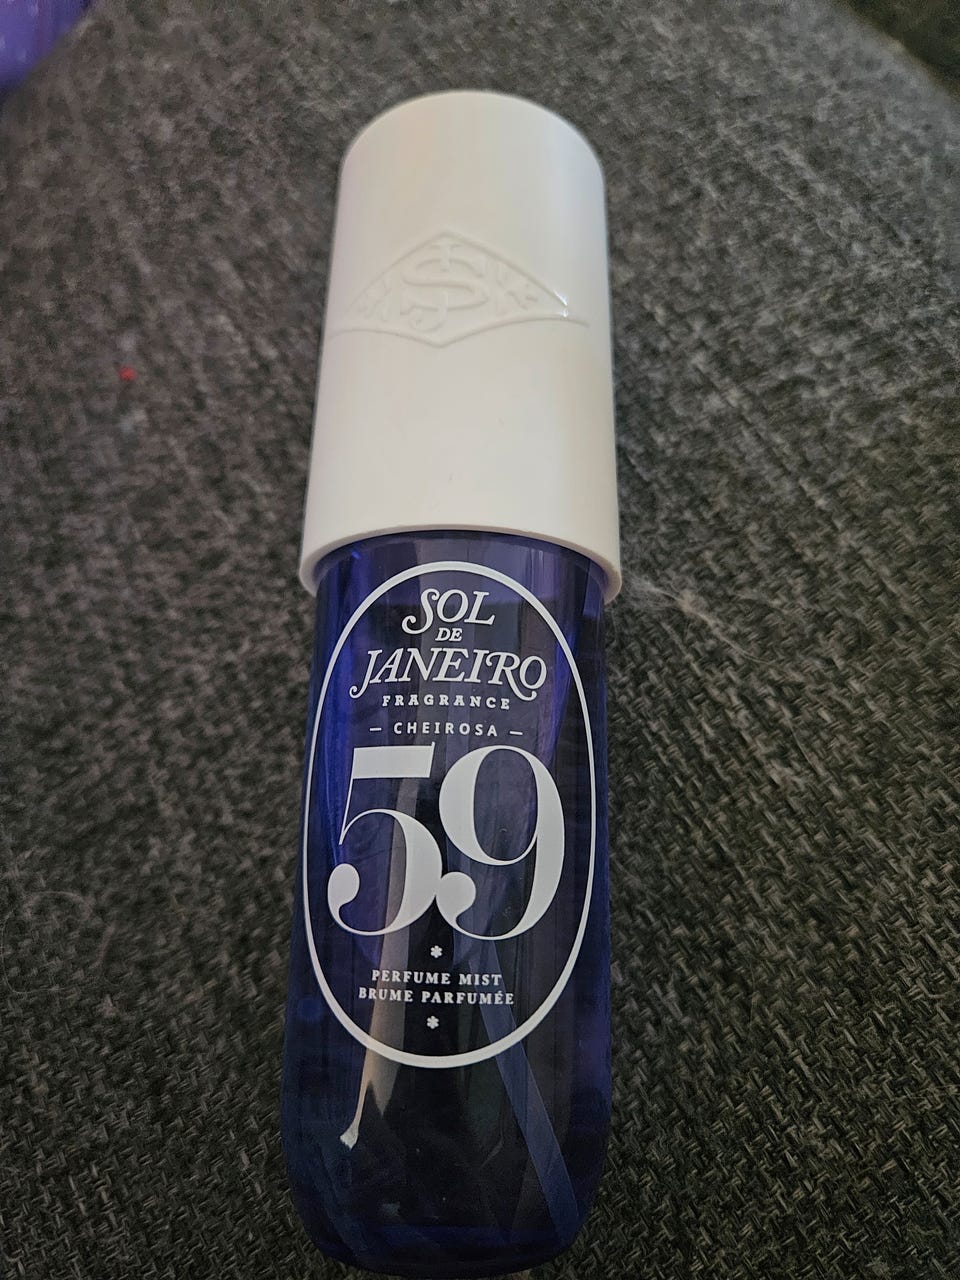 SOL
DE
JANEIRO
FRAGRANCE
— CHEIROSA —
59
PERFUME MIST
BRUME PARFUMÉE